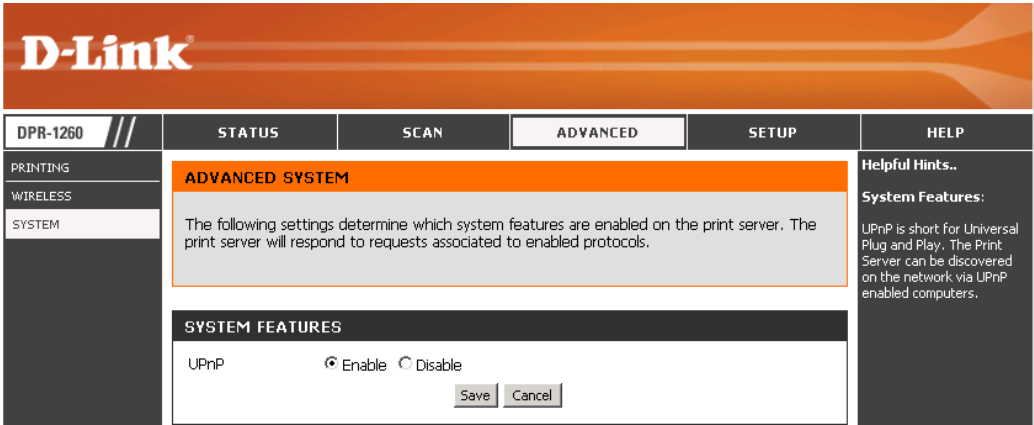 D-Link®
DPR-1260
STATUS
SCAN
ADVANCED
SETUP
HELP
PRINTING
WIRELESS
SYSTEM
ADVANCED SYSTEM
The following settings determine which system features are enabled on the print server. The
print server will respond to requests associated to enabled protocols.
SYSTEM FEATURES
UPnP
Enable
Disable
Save
Cancel
Helpful Hints..
System Features:
UPnP is short for Universal
Plug and Play. The Print
Server can be discovered
on the network via UPnP
enabled computers.